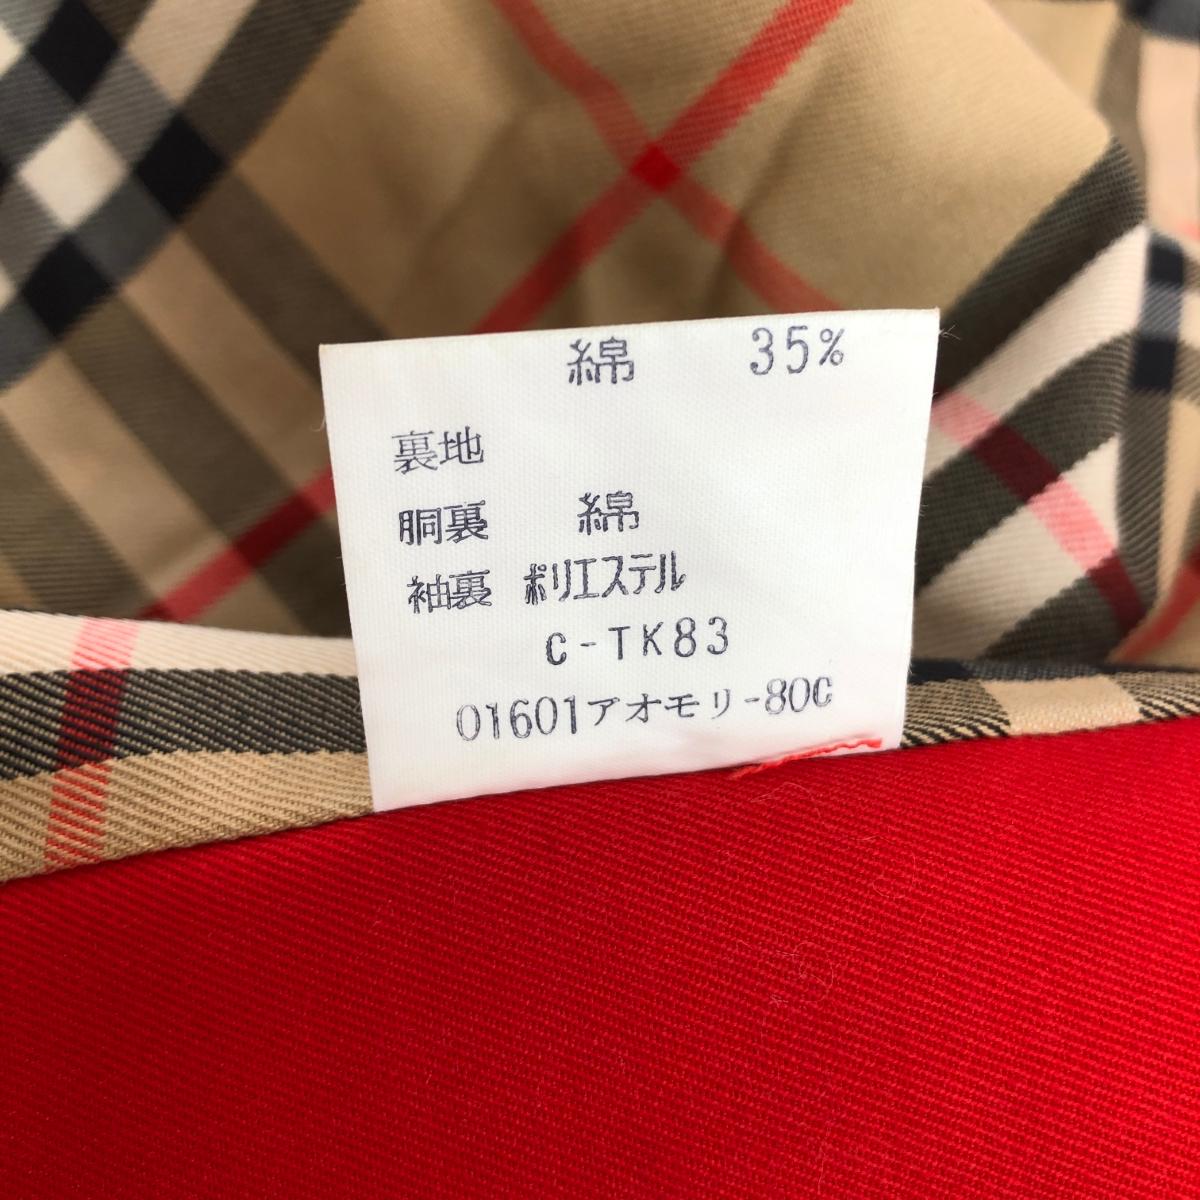 綿 35%
裏地
胴裏 綿
袖裏 ポリエステル
C-TK83
01601アオモリ-80C